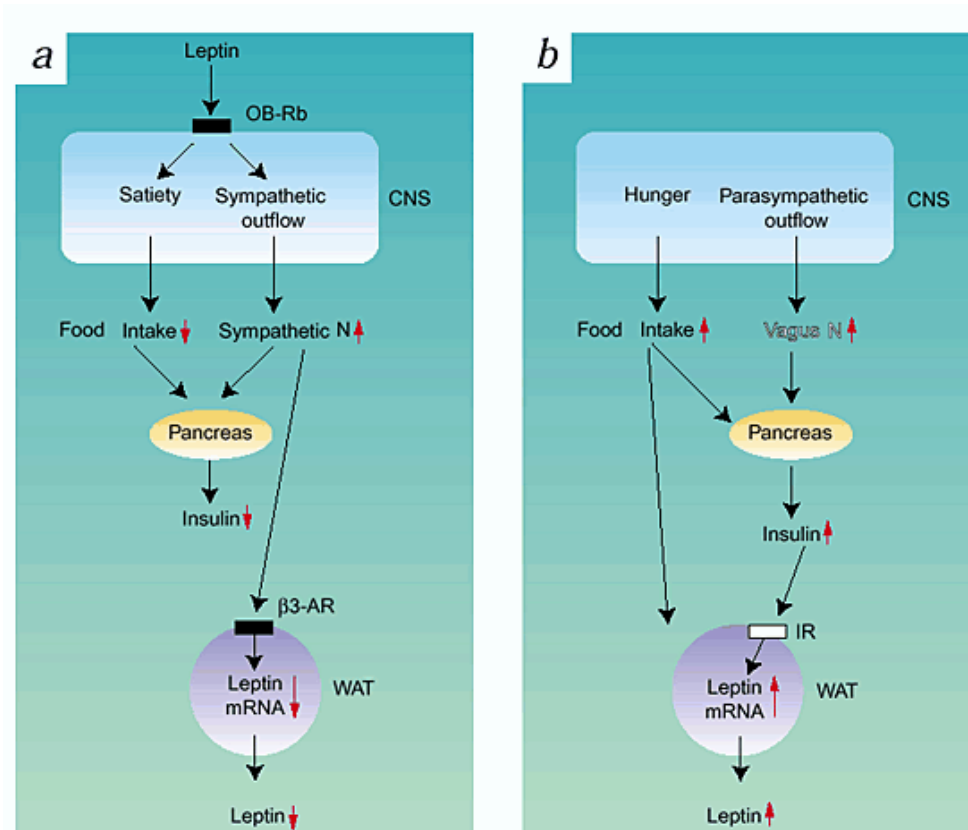 a
Leptin
OB-Rb
Satiety
Sympathetic
outflow
CNS
Food Intake
Sympathetic N
Pancreas
Insulin
β3-AR
Leptin
mRNA
WAT
Leptin
b
Hunger
Parasympathetic
outflow
CNS
Food Intake
Vagus N
Pancreas
Insulin
IR
Leptin
mRNA
WAT
Leptin